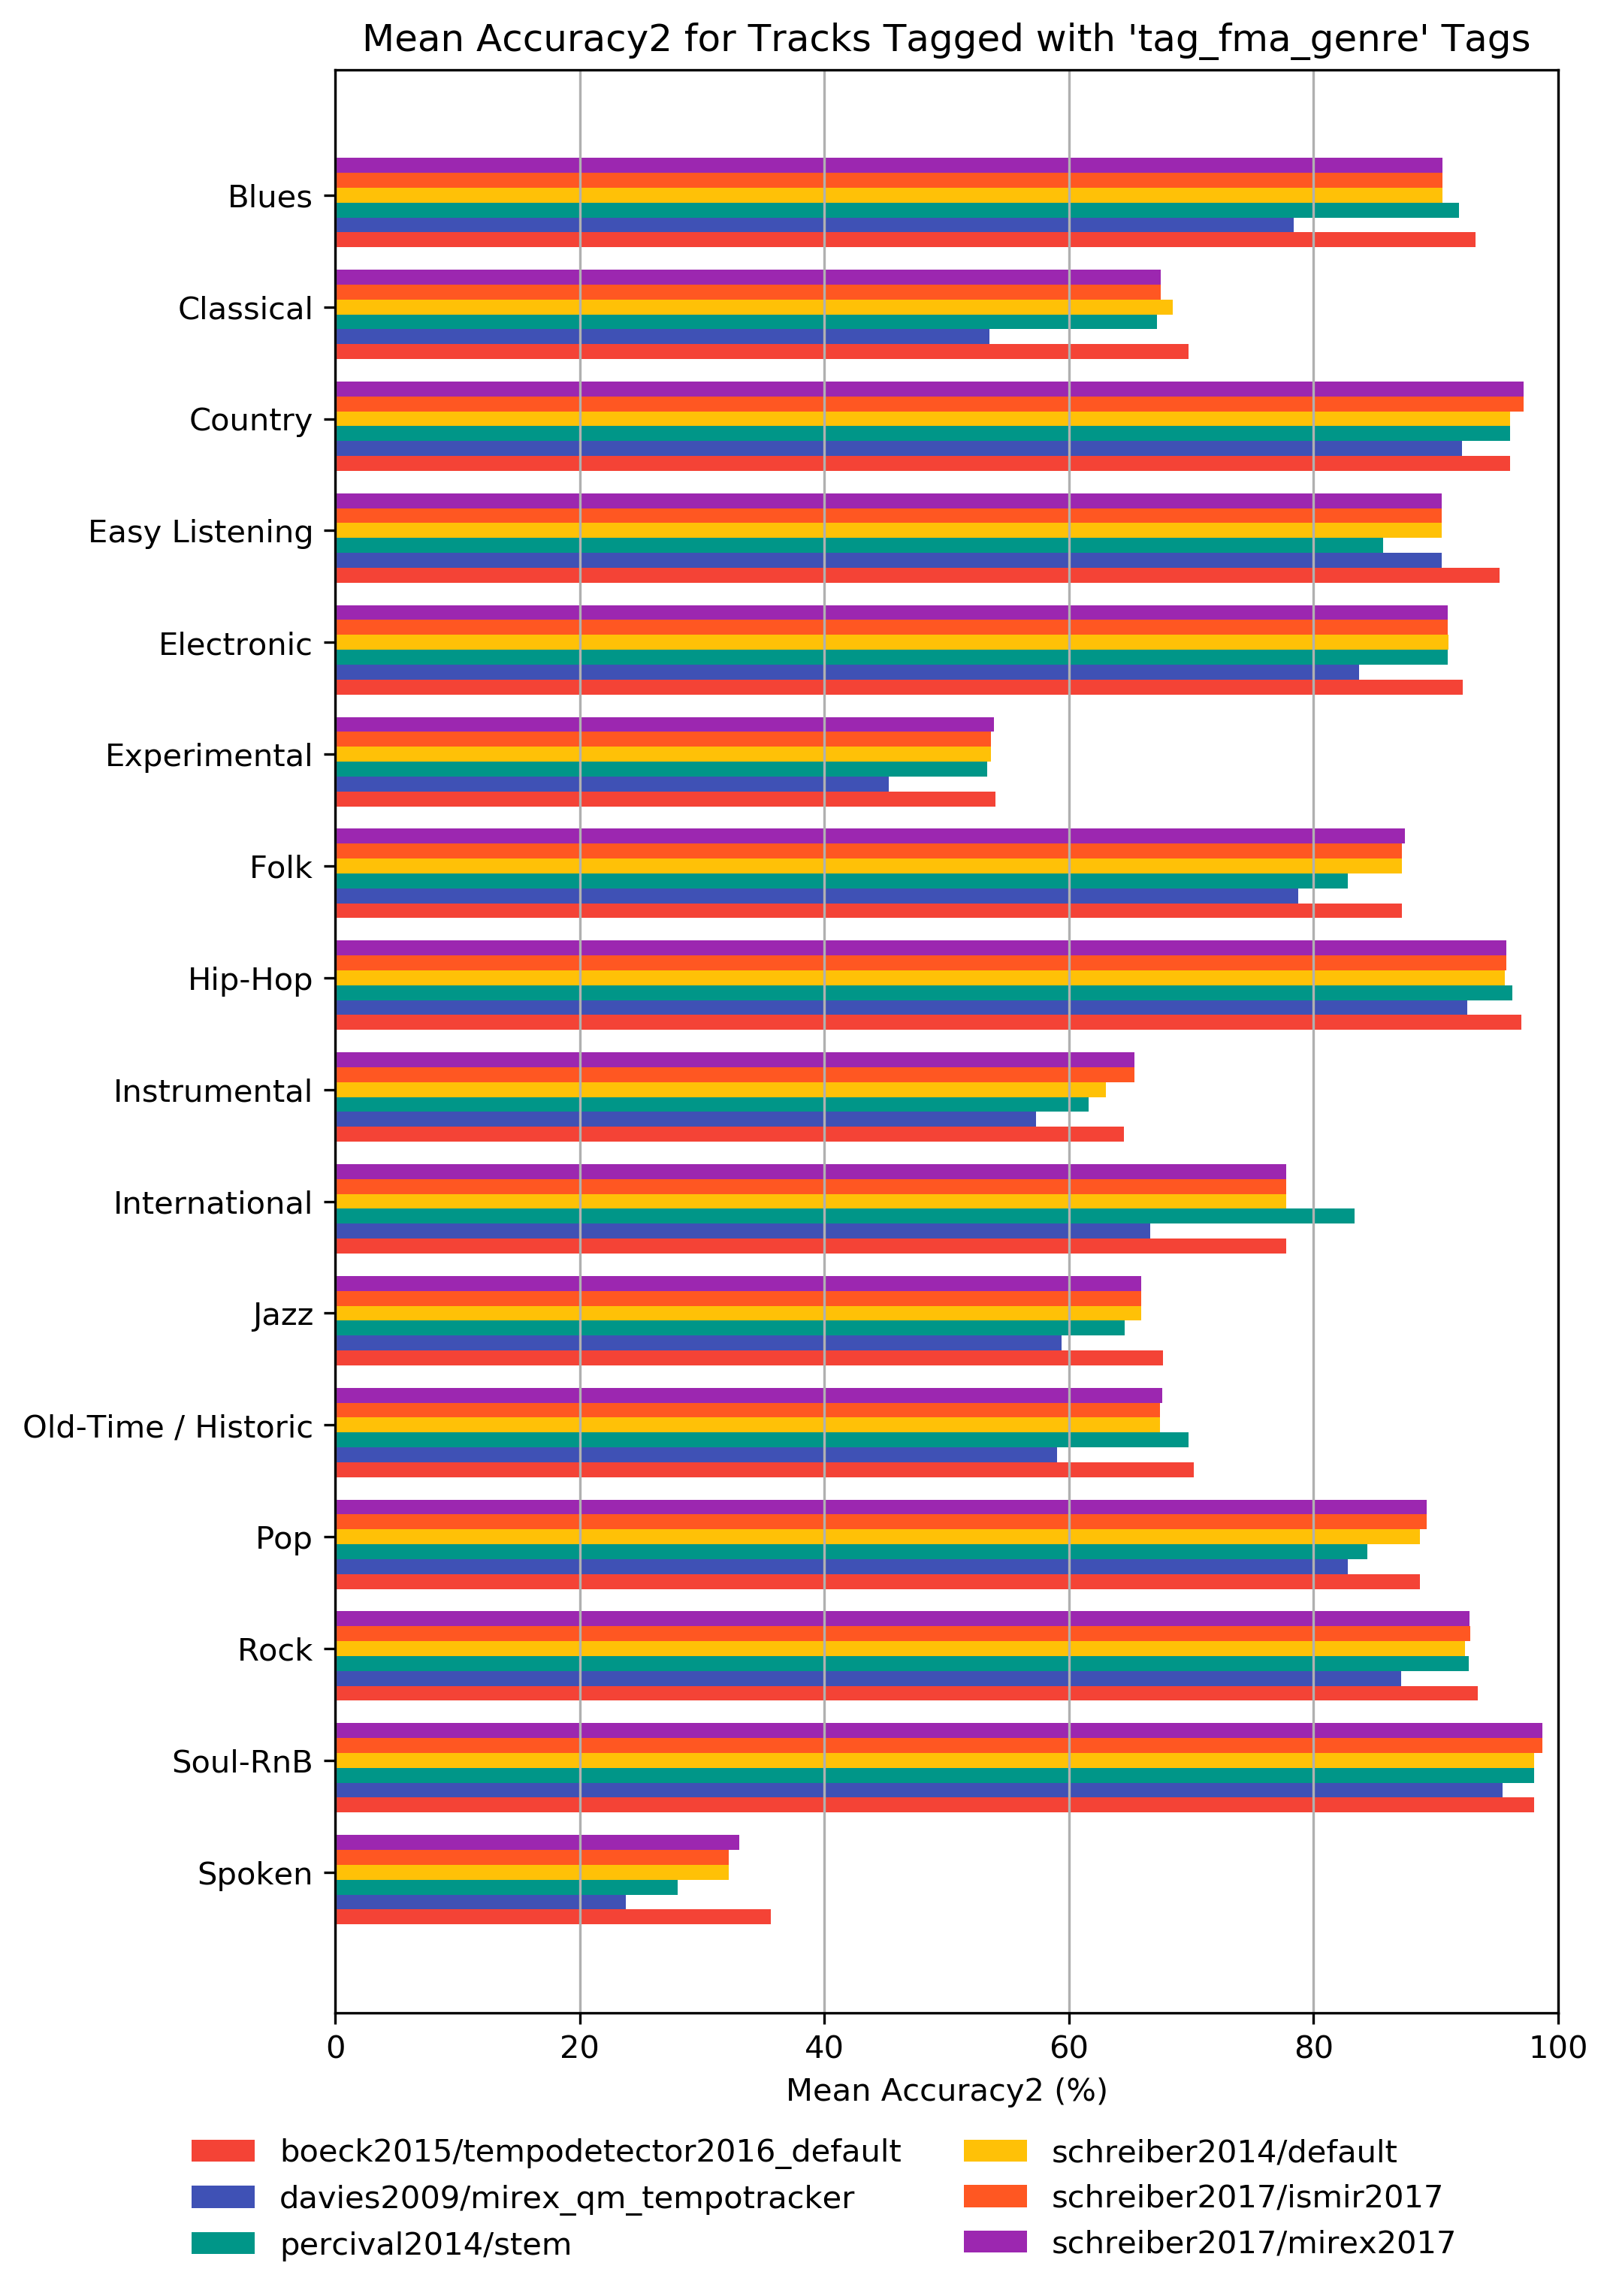 Mean Accuracy2 for Tracks Tagged with 'tag_fma_genre' Tags
Blues
Classical
Country
Easy Listening
Electronic
Experimental
Folk
Hip-Hop
Instrumental
International
Jazz
Old-Time / Historic
Pop
Rock
Soul-RnB
Spoken
0 20 40 60 80 100
Mean Accuracy2 (%)
boeck2015/tempodetector2016_default
davies2009/mirex_qm_tempotracker
percival2014/stem
schreiber2014/default
schreiber2017/ismir2017
schreiber2017/mirex2017